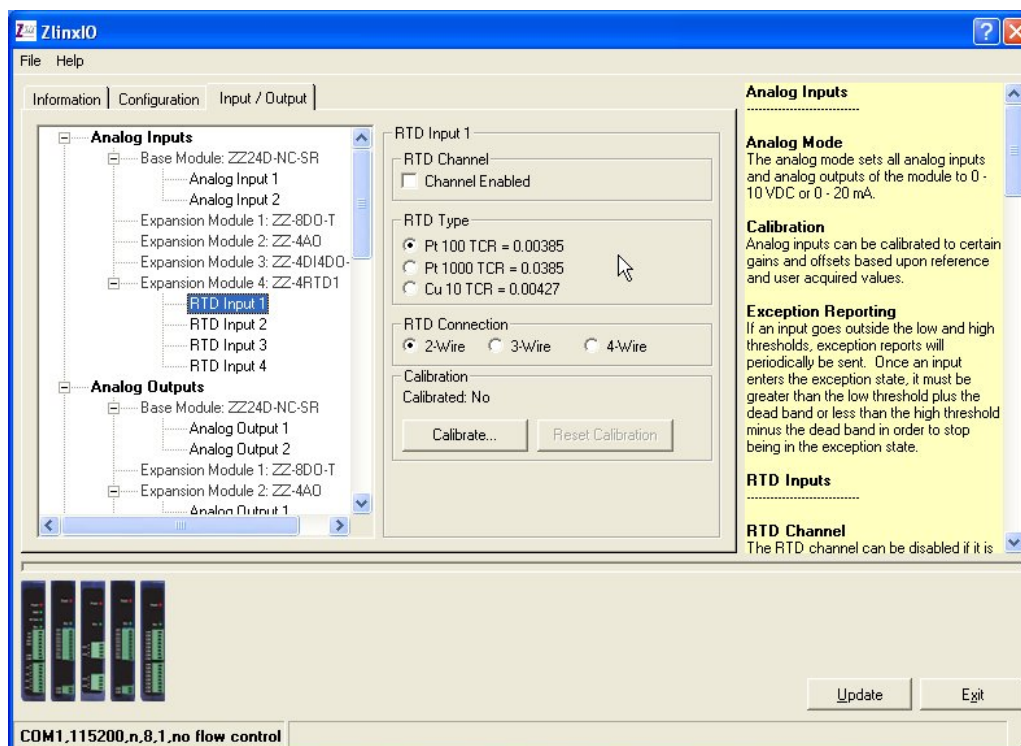 ZlinxIO
File Help
Information Configuration Input / Output
Analog Inputs
Base Module: ZZ24D-NC-SR
Analog Input 1
Analog Input 2
Expansion Module 1: ZZ-8DO-T
Expansion Module 2: ZZ-4AO
Expansion Module 3: ZZ-4DI4DO-
Expansion Module 4: ZZ-4RTD1
RTD Input 1
RTD Input 2
RTD Input 3
RTD Input 4
Analog Outputs
Base Module: ZZ24D-NC-SR
Analog Output 1
Analog Output 2
Expansion Module 1: ZZ-8DO-T
Expansion Module 2: ZZ-4AO
Analog Output 1
RTD Input 1
RTD Channel
Channel Enabled
RTD Type
Pt 100 TCR = 0.00385
Pt 1000 TCR = 0.0385
Cu 10 TCR = 0.00427
RTD Connection
2-Wire 3-Wire 4-Wire
Calibration
Calibrated: No
Calibrate... Reset Calibration
Analog Inputs
----------------------------
Analog Mode
The analog mode sets all analog inputs
and analog outputs of the module to 0 -
10 VDC or 0 - 20 mA.
Calibration
Analog inputs can be calibrated to certain
gains and offsets based upon reference
and user acquired values.
Exception Reporting
If an input goes outside the low and high
thresholds, exception reports will
periodically be sent. Once an input
enters the exception state, it must be
greater than the low threshold plus the
dead band or less than the high threshold
minus the dead band in order to stop
being in the exception state.
RTD Inputs
----------------------------
RTD Channel
The RTD channel can be disabled if it is
Update Exit
COM1,115200,n,8,1,no flow control